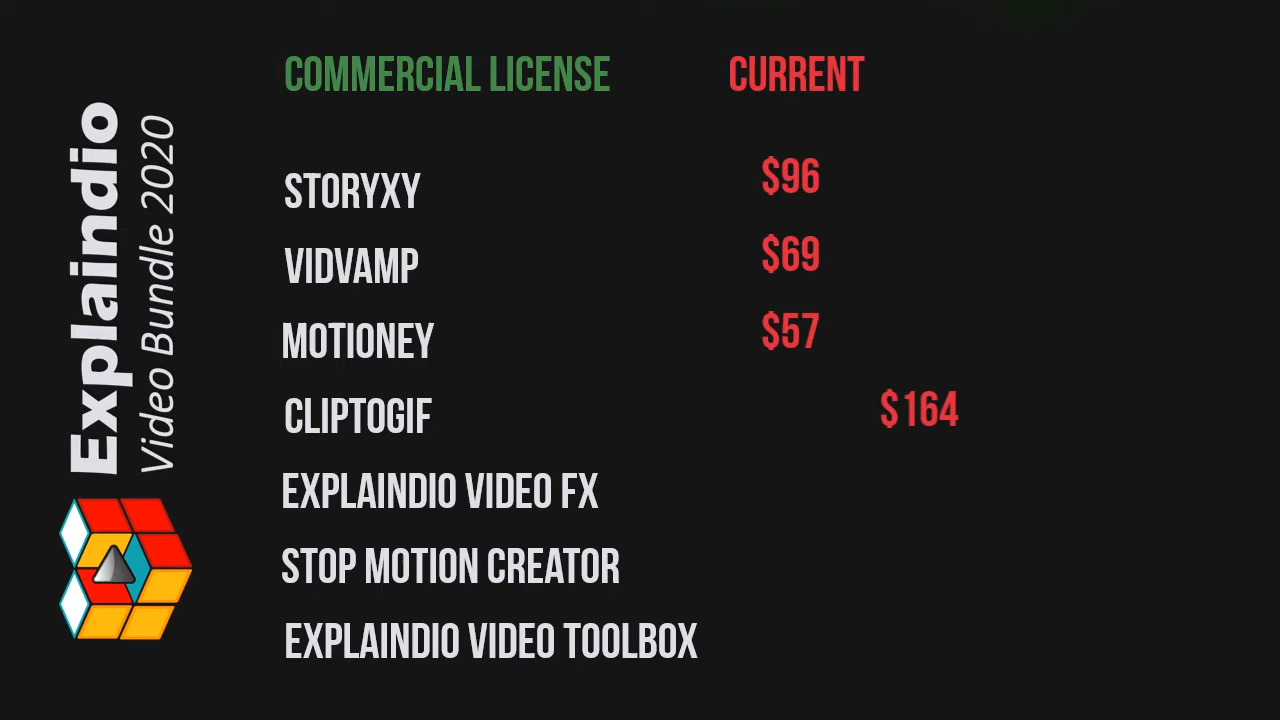 Explaindio
Video Bundle 2020
COMMERCIAL LICENSE CURRENT
STORYXY $96
VIDVAMP $69
MOTIONEY $57
CLIPTOGIF $164
EXPLAINDIO VIDEO FX
STOP MOTION CREATOR
EXPLAINDIO VIDEO TOOLBOX